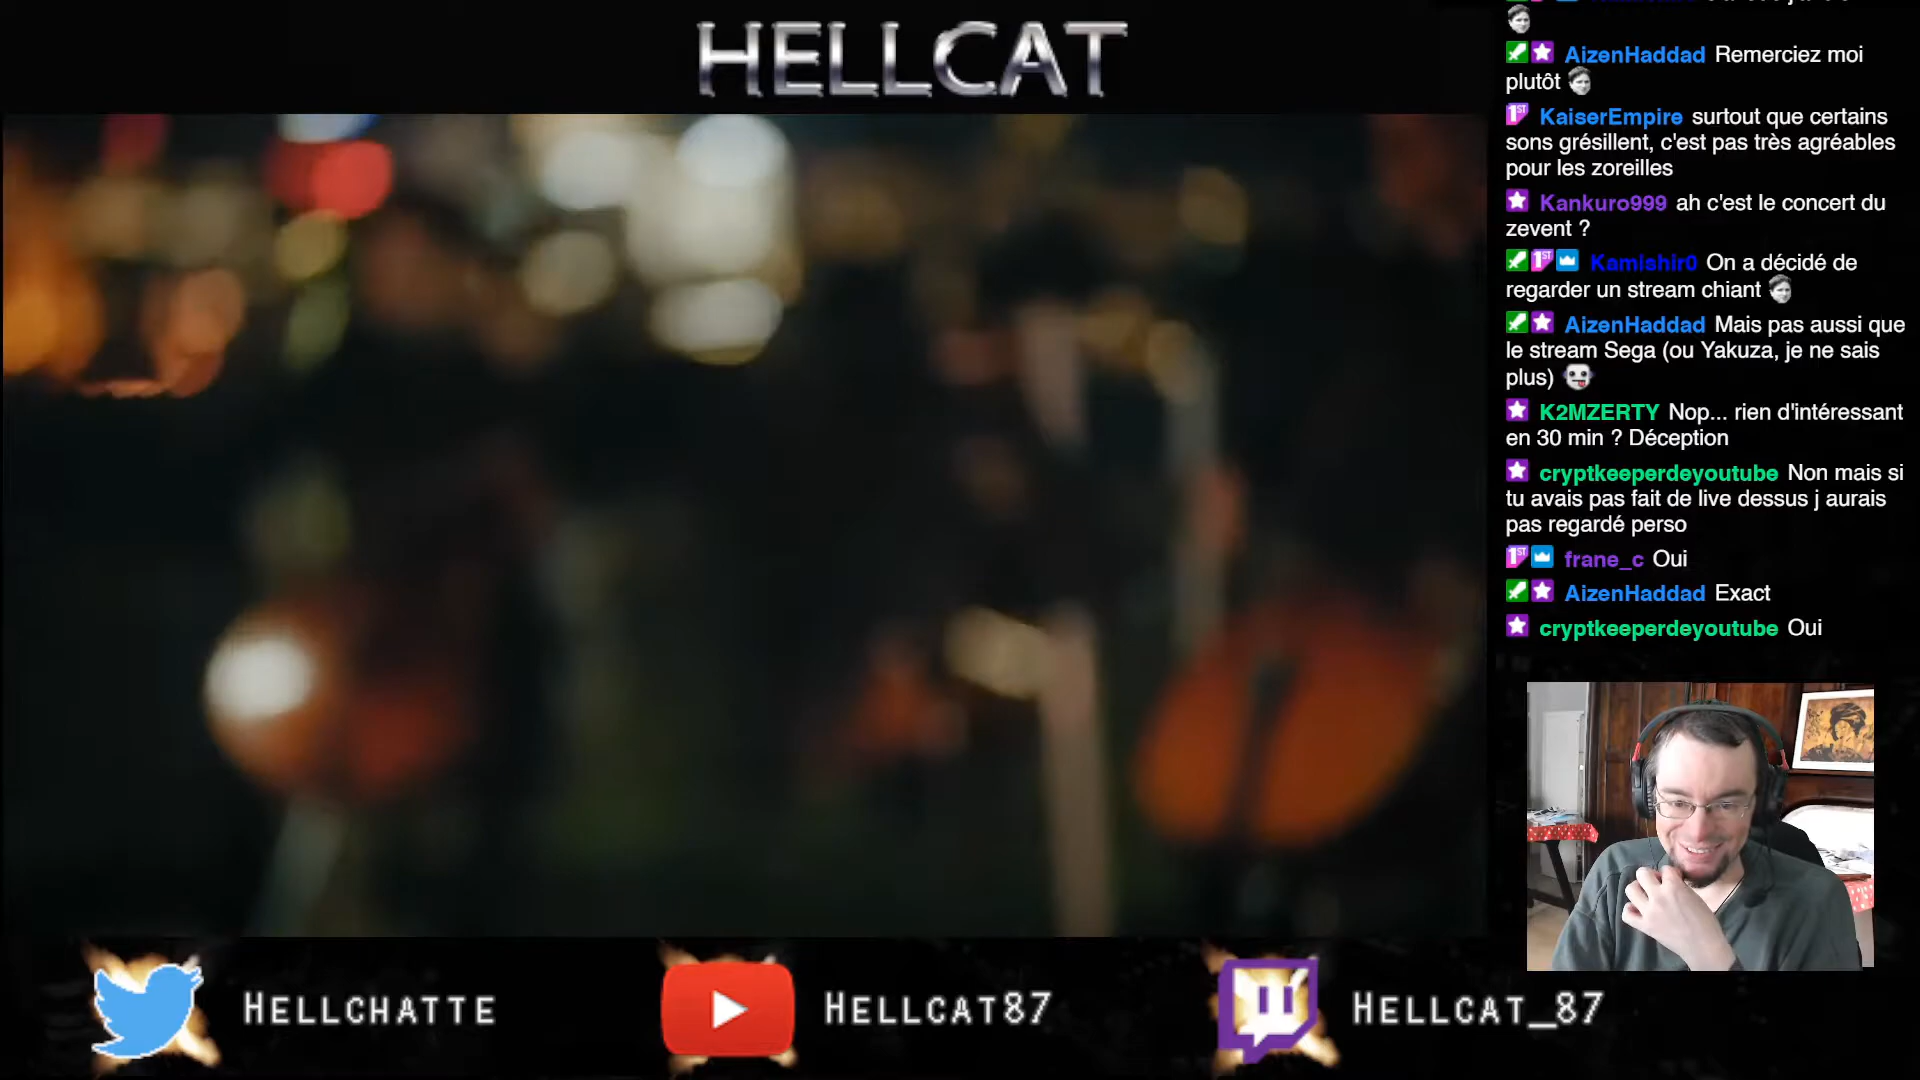 HELLCAT
AizenHaddad Remerciez moi
plutôt
1ST KaiserEmpire surtout que certains
sons grésillent, c'est pas très agréables
pour les zoreilles
Kankuro999 ah c'est le concert du
zevent ?
1ST Kamishir0 On a décidé de
regarder un stream chiant
AizenHaddad Mais pas aussi que
le stream Sega (ou Yakuza, je ne sais
plus)
K2MZERTY Nop... rien d'intéressant
en 30 min ? Déception
cryptkeeperdeyoutube Non mais si
tu avais pas fait de live dessus j aurais
pas regardé perso
1ST frane_c Oui
AizenHaddad Exact
cryptkeeperdeyoutube Oui
HELLCHATTE
HELLCAT87
HELLCAT_87